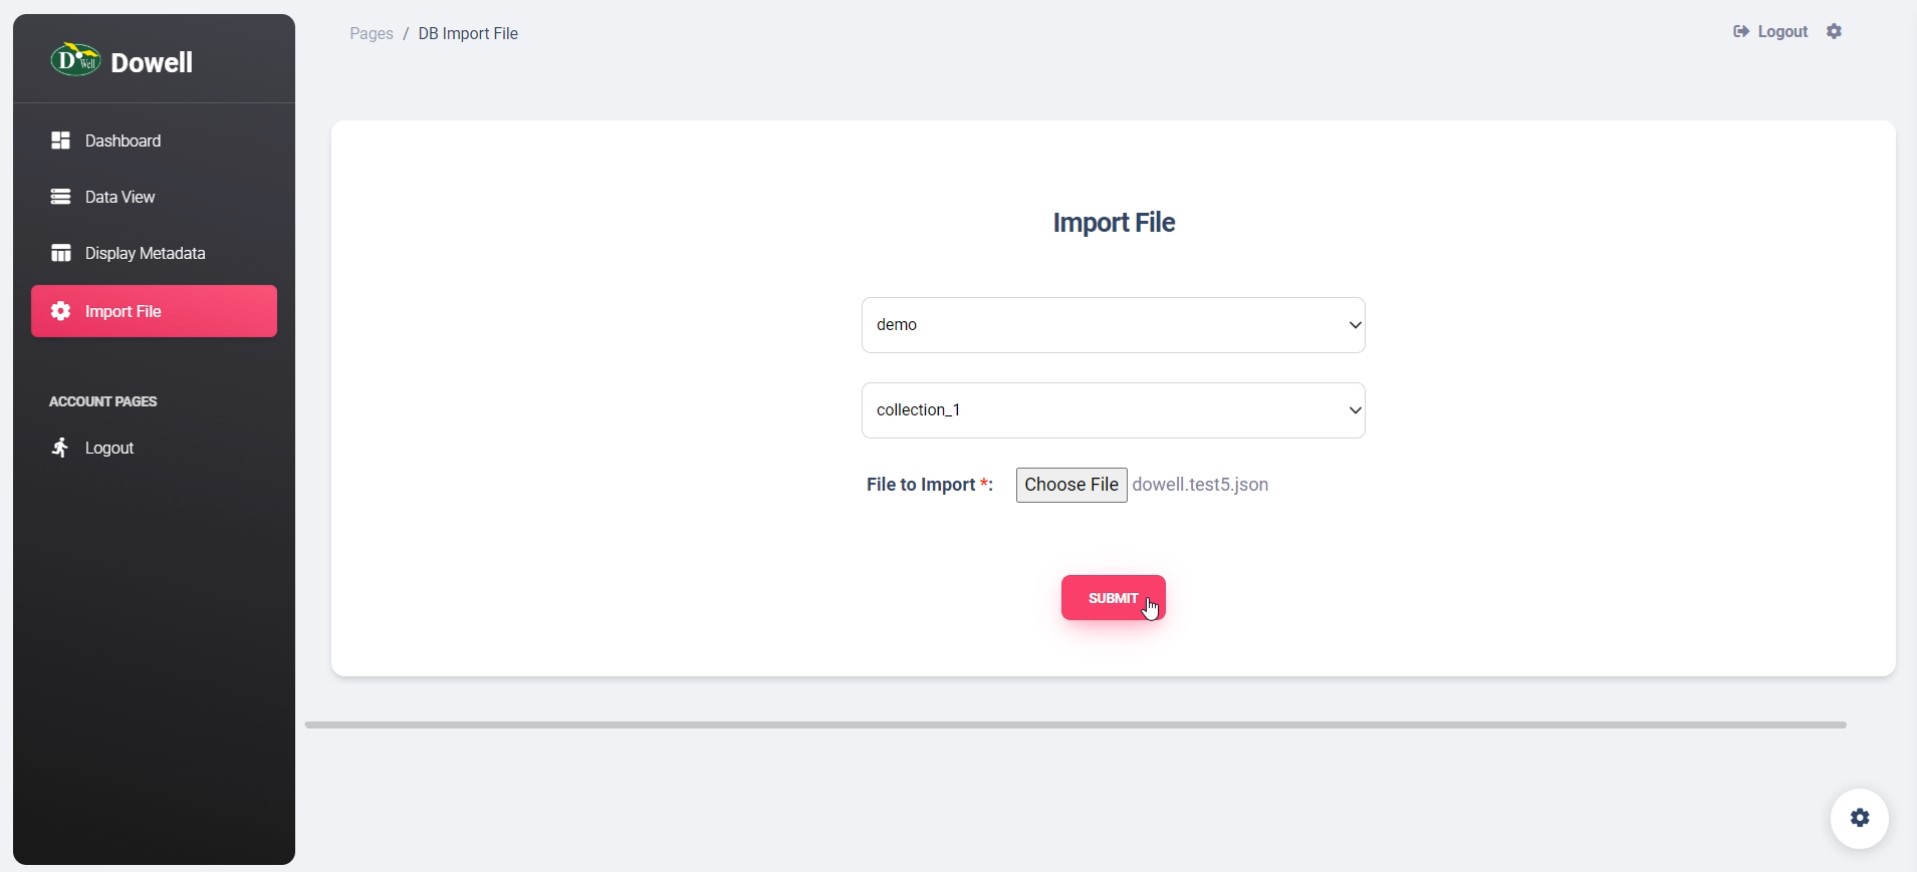 D Well Dowell
Dashboard
Data View
Display Metadata
Import File
ACCOUNT PAGES
Logout
Pages / DB Import File
Logout
Import File
demo
collection_1
File to Import *: Choose File dowell.test5.json
SUBMIT